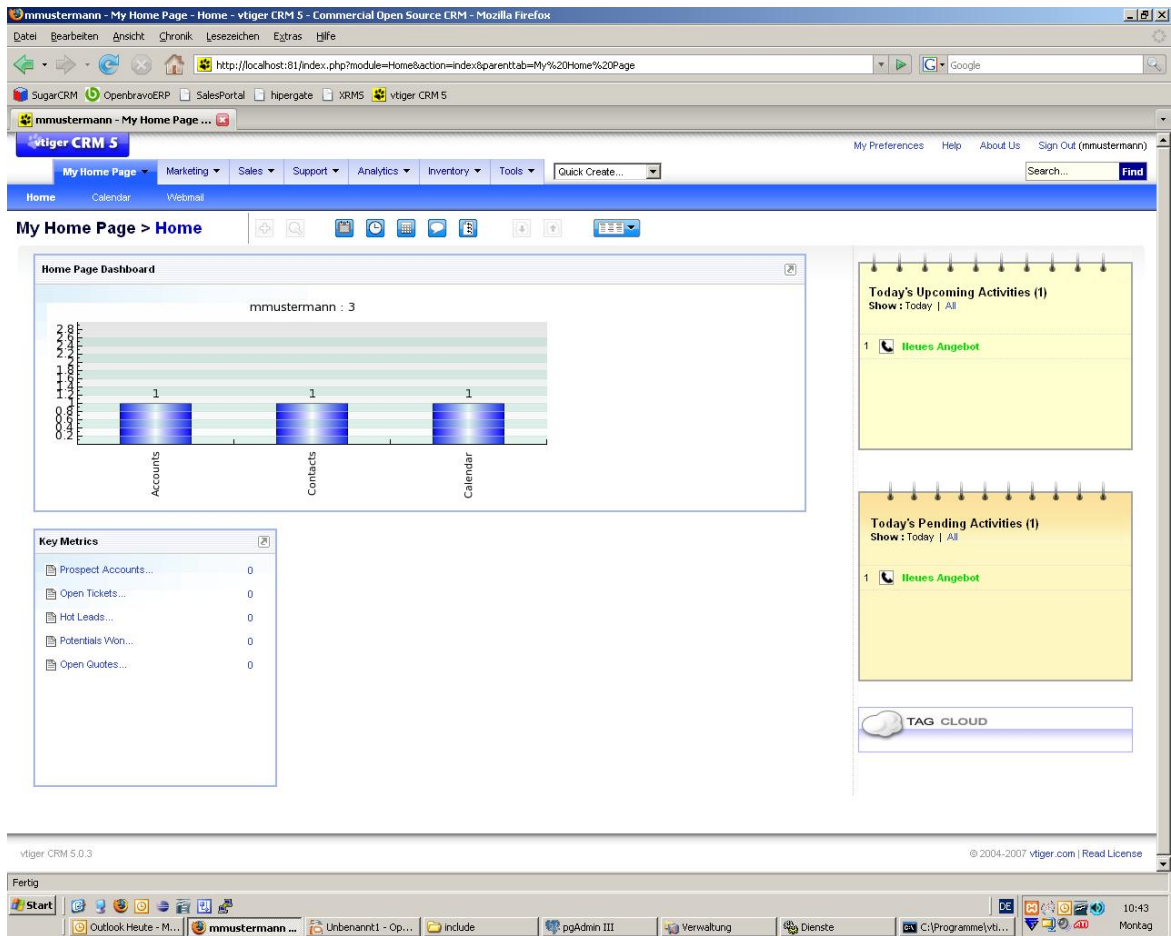 mmustermann - My Home Page - Home - vtiger CRM 5 - Commercial Open Source CRM - Mozilla Firefox
Datei Bearbeiten Ansicht Chronik Lesezeichen Extras Hilfe
http://localhost:81/index.php?module=Home&action=index&parenttab=My%20Home%20Page
G Google
SugarCRM OpenbravoERP SalesPortal hipergate XRMS vtiger CRM 5
mmustermann - My Home Page ...
vtiger CRM 5
My Preferences Help About Us Sign Out (mmustermann)
My Home Page Marketing Sales Support Analytics Inventory Tools Quick Create... Search... Find
Home Calendar Webmail
My Home Page > Home
Home Page Dashboard
mmustermann : 3
2.8
2.6
2.4
2.2
2
1.8
1.6
1.4
1.2
1
0.8
0.6
0.4
0.2
1 1 1
Accounts Contacts Calendar
Key Metrics
Prospect Accounts... 0
Open Tickets... 0
Hot Leads... 0
Potentials Won... 0
Open Quotes... 0
Today's Upcoming Activities (1)
Show : Today | All
1 Neues Angebot
Today's Pending Activities (1)
Show : Today | All
1 Neues Angebot
TAG CLOUD
vtiger CRM 5.0.3
© 2004-2007 vtiger.com | Read License
Fertig
Start
DE
10:43
Outlook Heute - M... mmustermann ... Unbenannt1 - Op... include pgAdmin III Verwaltung Dienste C:\Programme\vti...
Montag